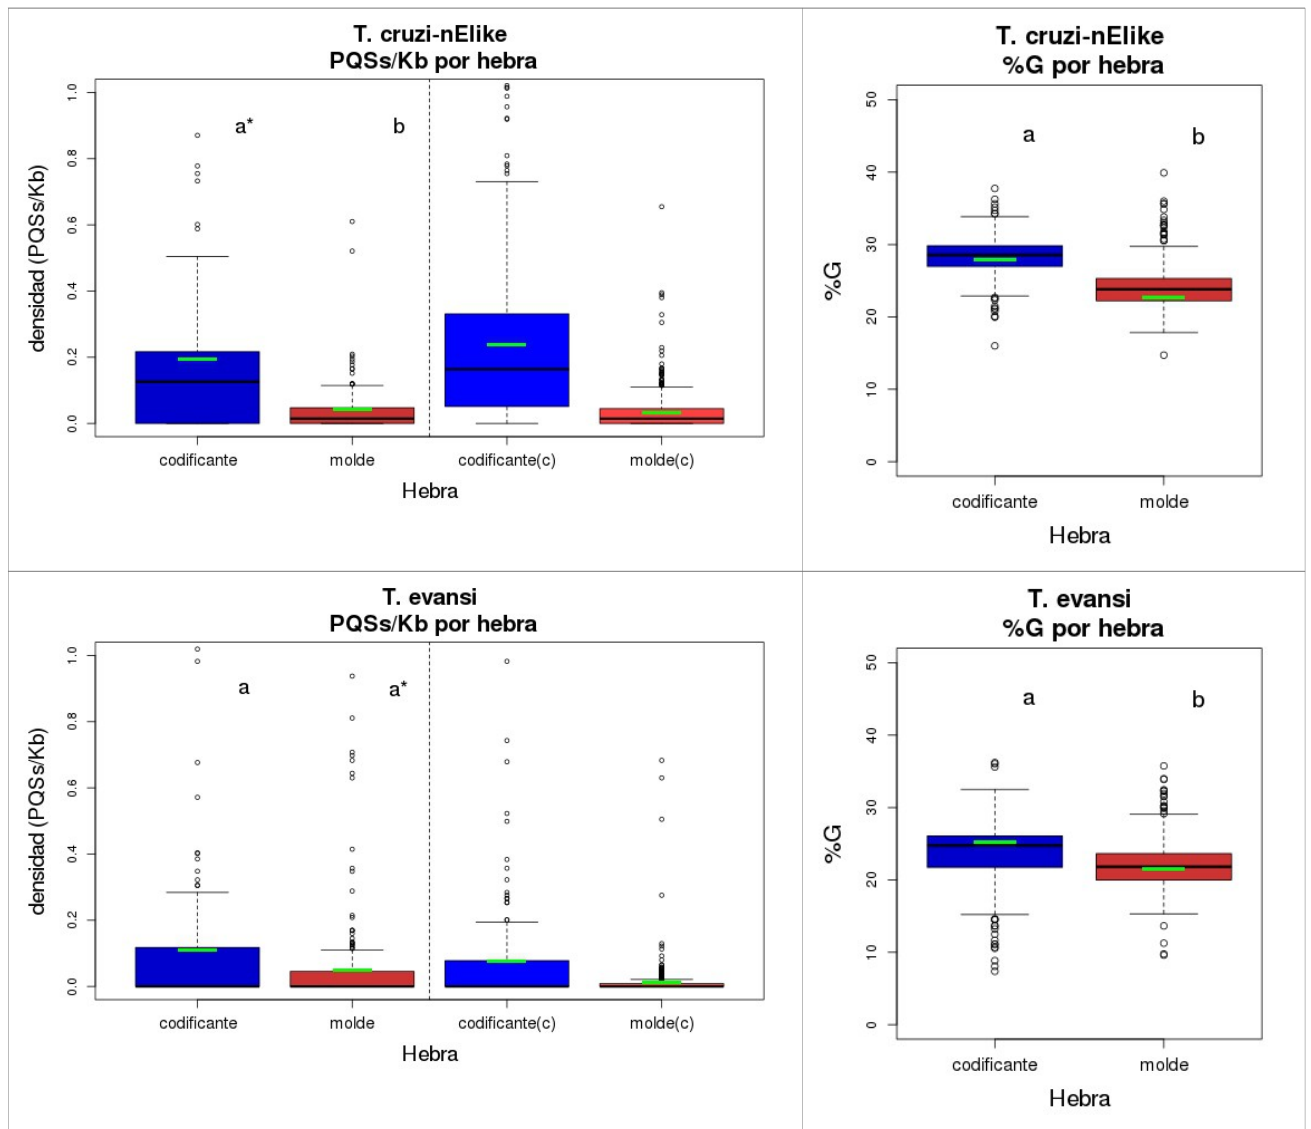 T. cruzi-nElike
PQSs/Kb por hebra
densidad (PQSs/Kb)
1.0
0.8
0.6
0.4
0.2
0.0
a*
b
codificante
molde
codificante(c)
molde(c)
Hebra
T. cruzi-nElike
%G por hebra
%G
50
40
30
20
10
0
a
b
codificante
molde
Hebra
T. evansi
PQSs/Kb por hebra
densidad (PQSs/Kb)
1.0
0.8
0.6
0.4
0.2
0.0
a
a*
codificante
molde
codificante(c)
molde(c)
Hebra
T. evansi
%G por hebra
%G
50
40
30
20
10
0
a
b
codificante
molde
Hebra